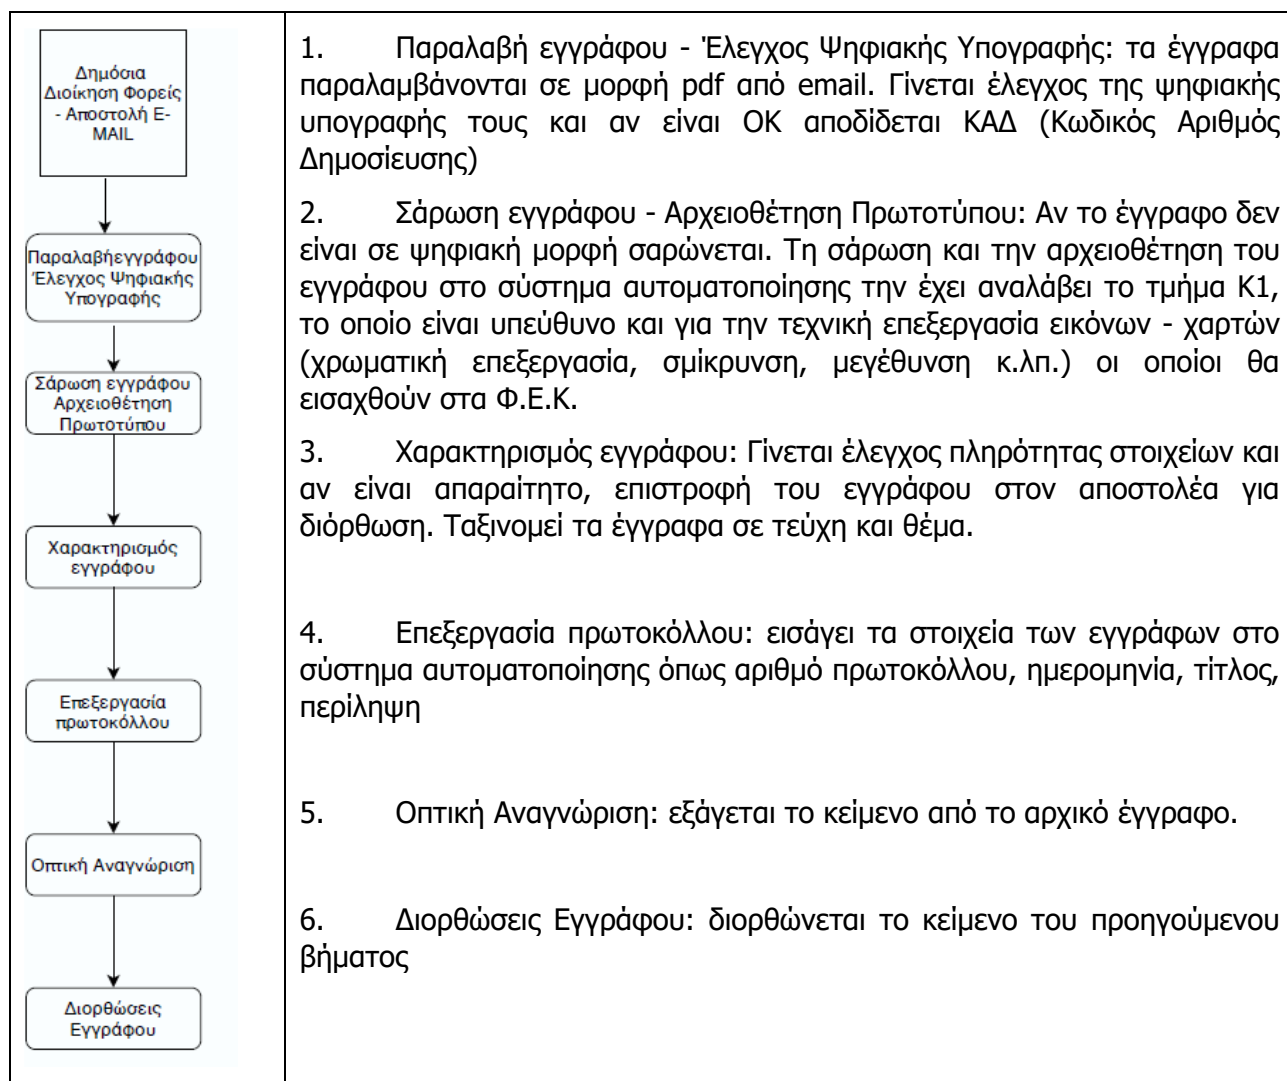 Δημόσια
Διοίκηση Φορείς
- Αποστολή E-
MAIL
Παραλαβήεγγράφου
Έλεγχος Ψηφιακής
Υπογραφής
Σάρωση εγγράφου
Αρχειοθέτηση
Πρωτοτύπου
Χαρακτηρισμός
εγγράφου
Επεξεργασία
πρωτοκόλλου
Οπτική Αναγνώριση
Διορθώσεις
Εγγράφου
1. Παραλαβή εγγράφου - Έλεγχος Ψηφιακής Υπογραφής: τα έγγραφα
παραλαμβάνονται σε μορφή pdf από email. Γίνεται έλεγχος της ψηφιακής
υπογραφής τους και αν είναι ΟΚ αποδίδεται ΚΑΔ (Κωδικός Αριθμός
Δημοσίευσης)
2. Σάρωση εγγράφου - Αρχειοθέτηση Πρωτοτύπου: Αν το έγγραφο δεν
είναι σε ψηφιακή μορφή σαρώνεται. Τη σάρωση και την αρχειοθέτηση του
εγγράφου στο σύστημα αυτοματοποίησης την έχει αναλάβει το τμήμα Κ1,
το οποίο είναι υπεύθυνο και για την τεχνική επεξεργασία εικόνων - χαρτών
(χρωματική επεξεργασία, σμίκρυνση, μεγέθυνση κ.λπ.) οι οποίοι θα
εισαχθούν στα Φ.Ε.Κ.
3. Χαρακτηρισμός εγγράφου: Γίνεται έλεγχος πληρότητας στοιχείων και
αν είναι απαραίτητο, επιστροφή του εγγράφου στον αποστολέα για
διόρθωση. Ταξινομεί τα έγγραφα σε τεύχη και θέμα.
4. Επεξεργασία πρωτοκόλλου: εισάγει τα στοιχεία των εγγράφων στο
σύστημα αυτοματοποίησης όπως αριθμό πρωτοκόλλου, ημερομηνία, τίτλος,
περίληψη
5. Οπτική Αναγνώριση: εξάγεται το κείμενο από το αρχικό έγγραφο.
6. Διορθώσεις Εγγράφου: διορθώνεται το κείμενο του προηγούμενου
βήματος